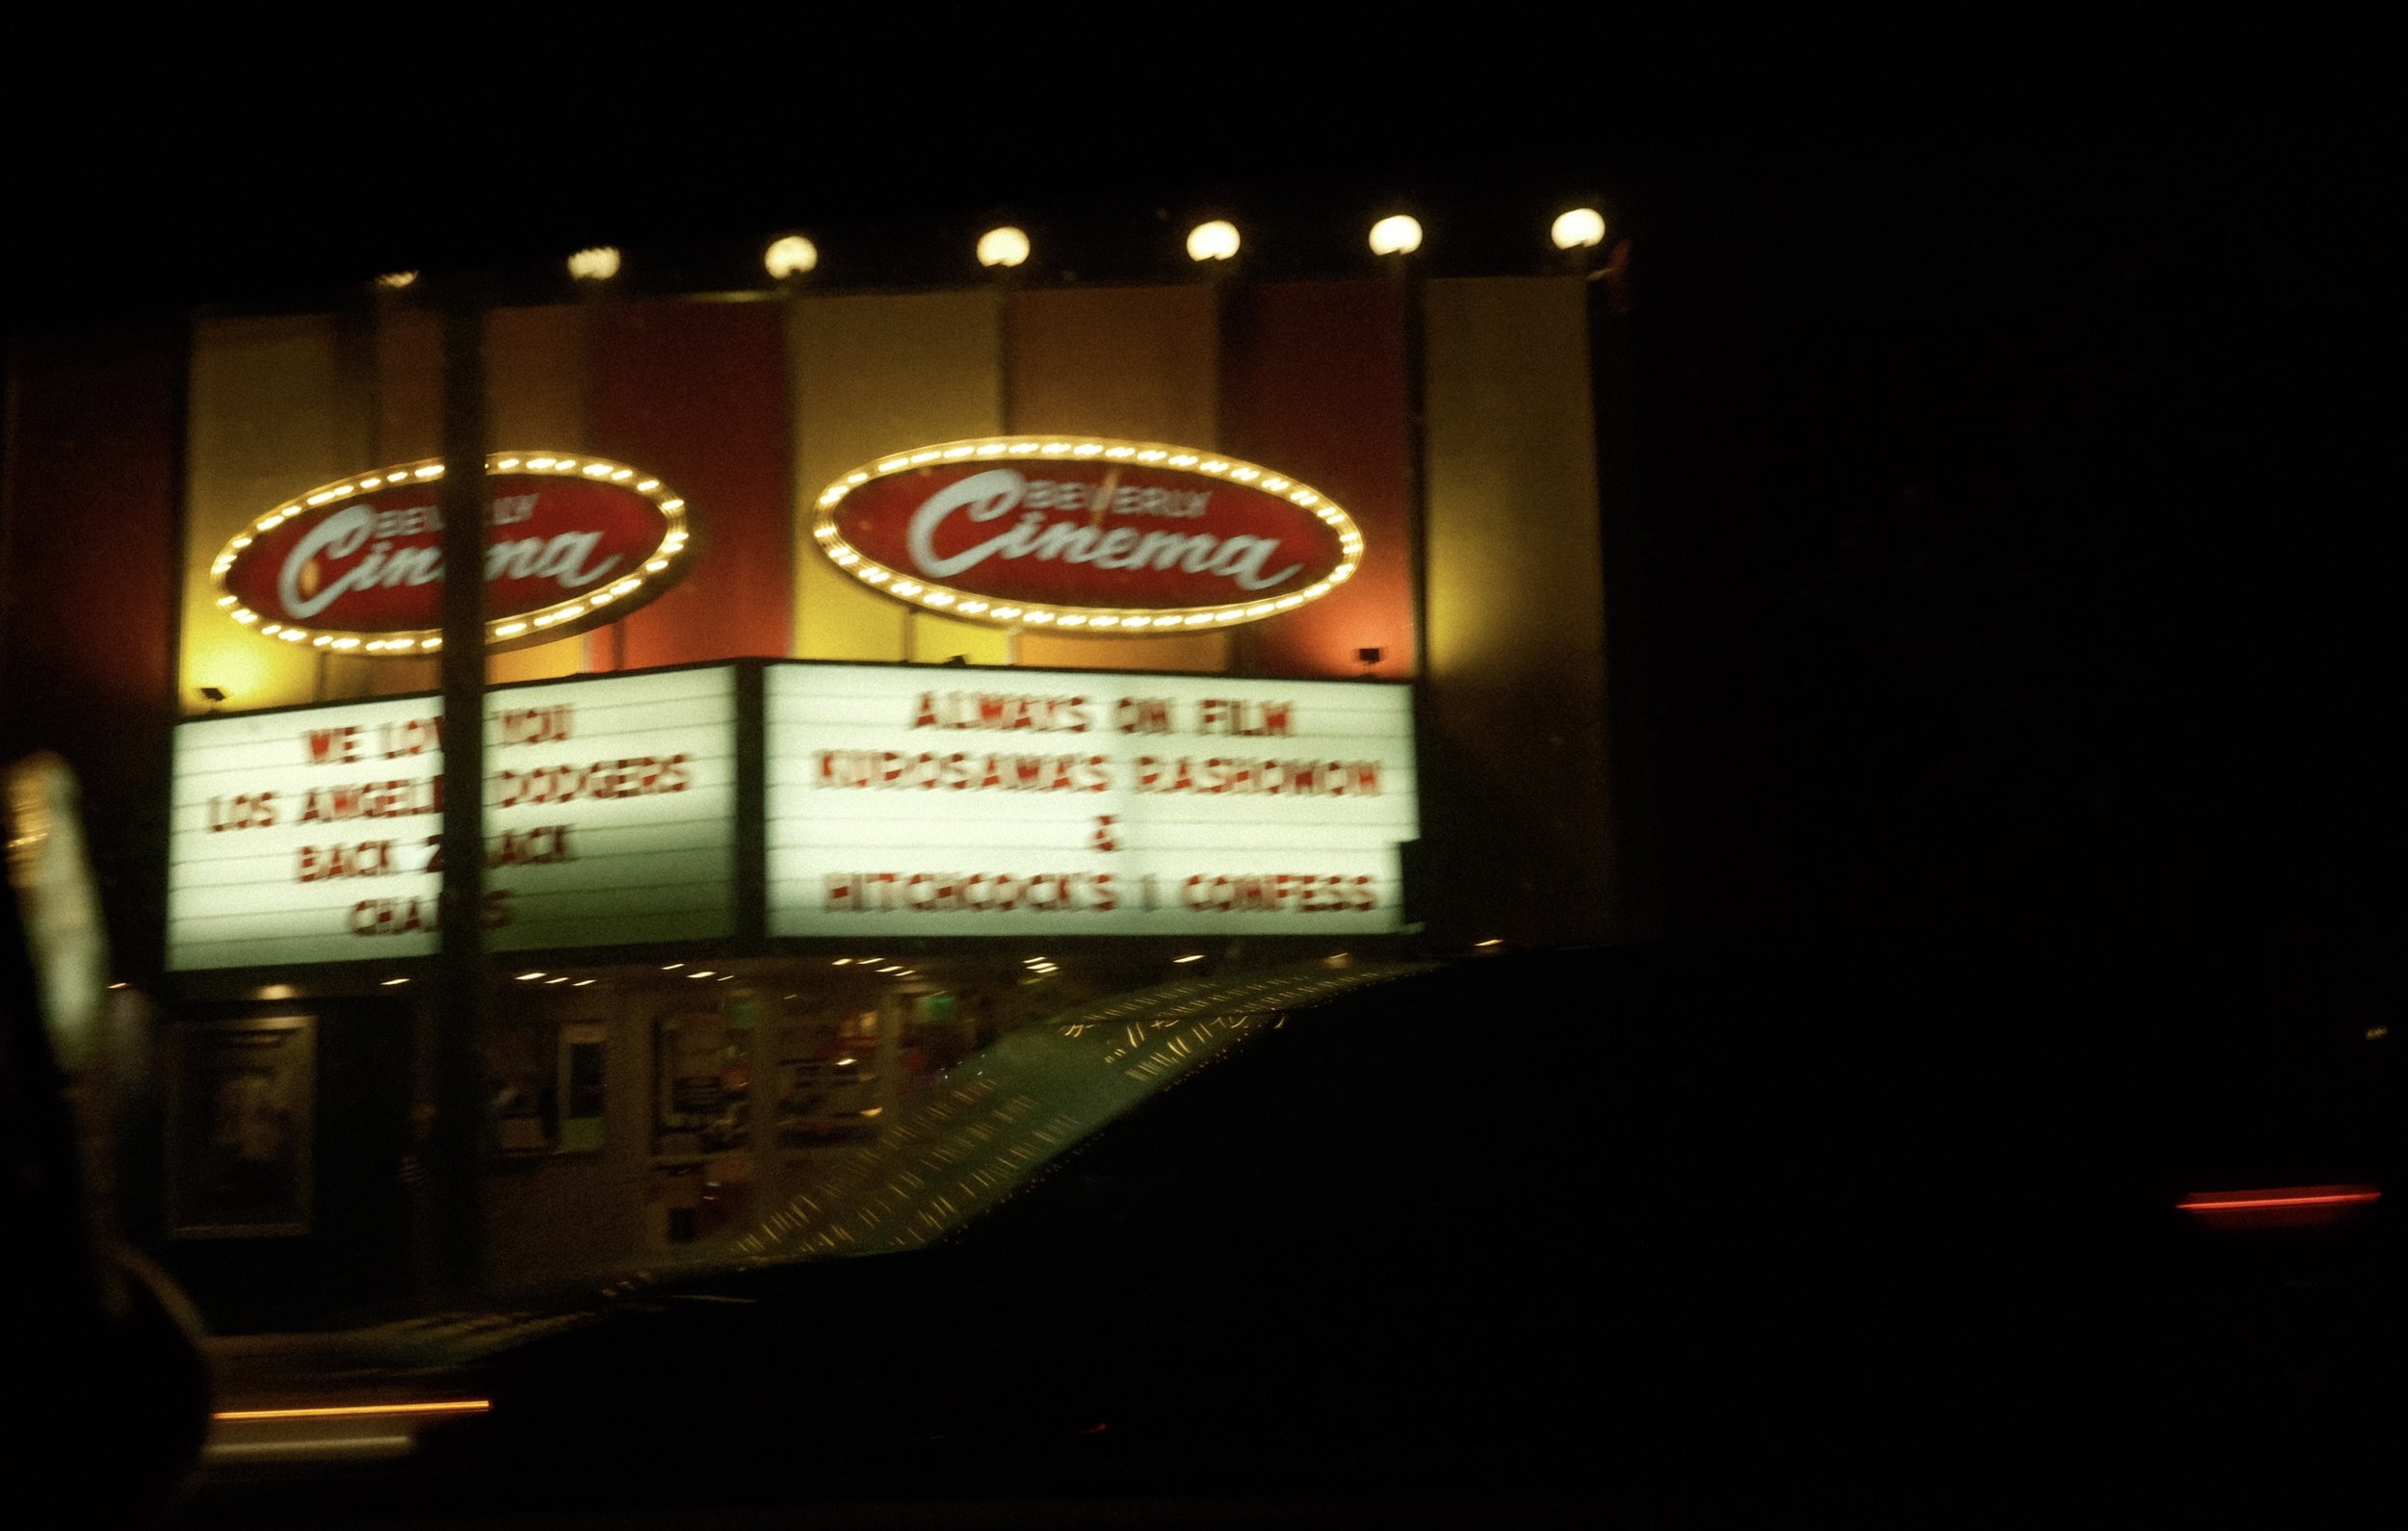 BEVERLY
Cinema
BEVERLY
Cinema
WE LOVE YOU
LOS ANGELES DODGERS
BACK 2 BACK
CHAMPS
ALWAYS ON FILM
KUROSAWA'S RASHOMON
&
HITCHCOCK'S I CONFESS